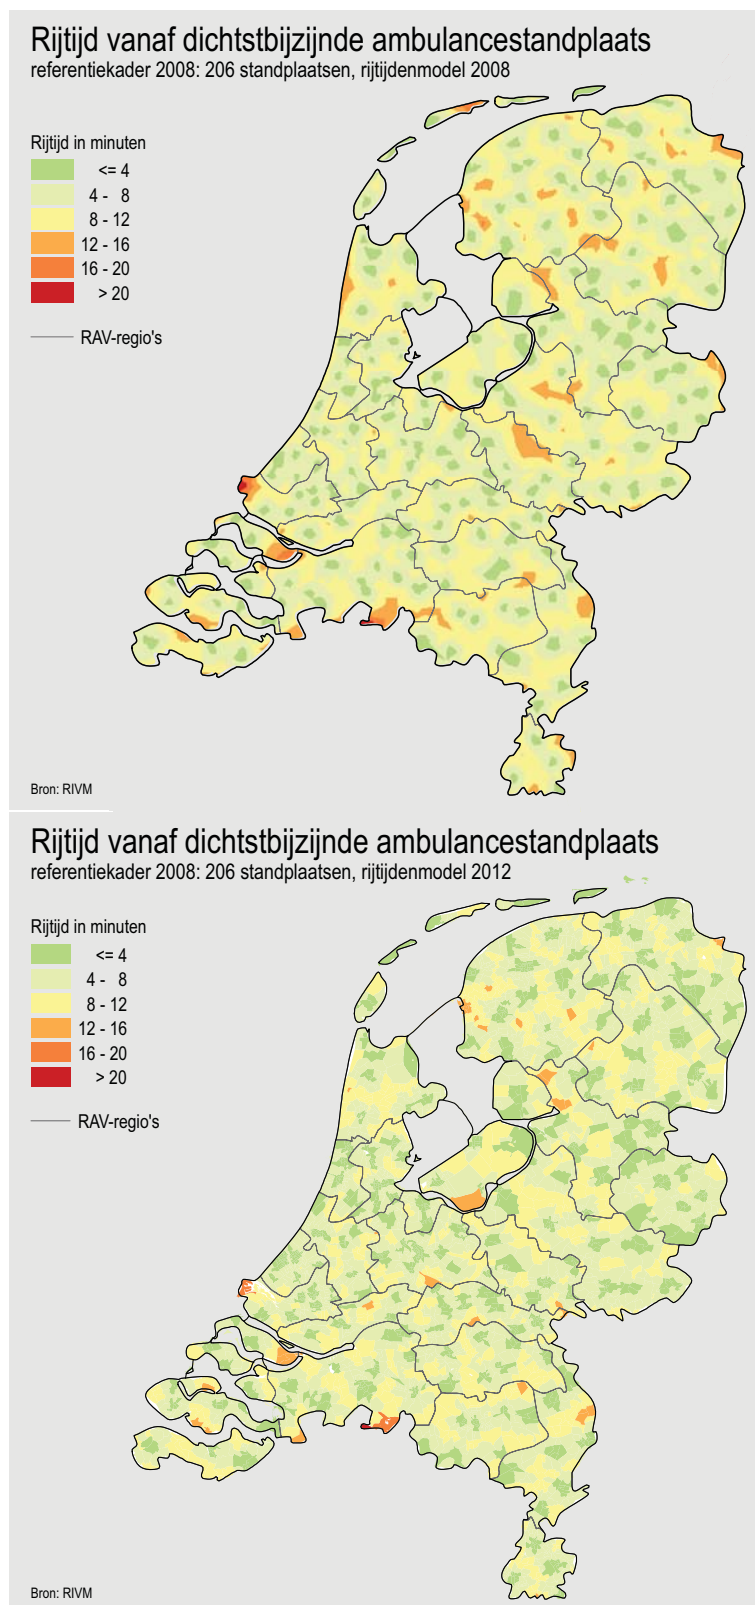 Rijtijd vanaf dichtstbijzijnde ambulancestandplaats
referentiekader 2008: 206 standplaatsen, rijtijdenmodel 2008
Rijtijd in minuten
<= 4
4 - 8
8 - 12
12 - 16
16 - 20
> 20
RAV-regio's
Bron: RIVM
Rijtijd vanaf dichtstbijzijnde ambulancestandplaats
referentiekader 2008: 206 standplaatsen, rijtijdenmodel 2012
Rijtijd in minuten
<= 4
4 - 8
8 - 12
12 - 16
16 - 20
> 20
RAV-regio's
Bron: RIVM